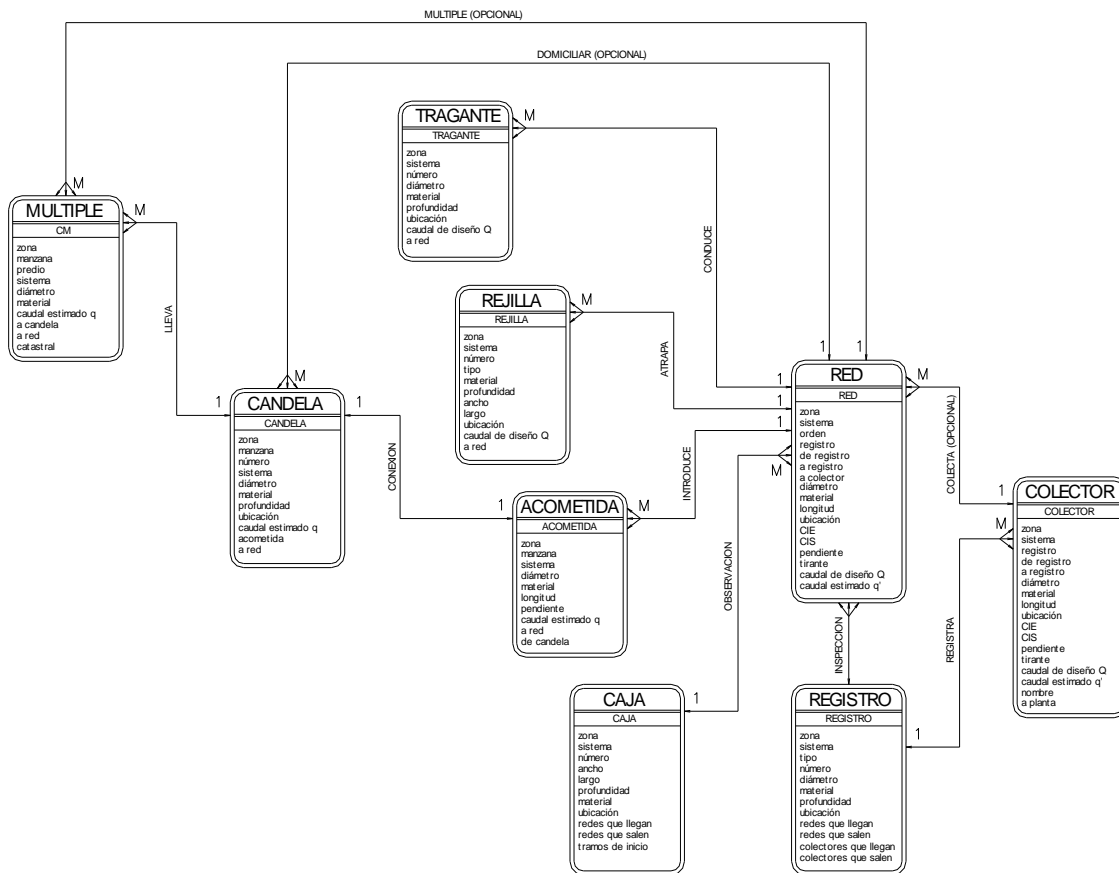 MULTIPLE (OPCIONAL)
DOMICILIAR (OPCIONAL)
TRAGANTE
TRAGANTE
zona
sistema
número
diámetro
material
profundidad
ubicación
caudal de diseño Q
a red
M
CONDUCE
M
MULTIPLE
CM
zona
manzana
predio
sistema
diámetro
material
caudal estimado q
a candela
a red
catastral
M
LLEVA
REJILLA
REJILLA
zona
sistema
número
tipo
material
profundidad
ancho
largo
ubicación
caudal de diseño Q
a red
M
ATRAPA
M
1
CANDELA
CANDELA
zona
manzana
número
sistema
diámetro
material
profundidad
ubicación
caudal estimado q
acometida
a red
1
CONEXION
1
ACOMETIDA
ACOMETIDA
zona
manzana
sistema
diámetro
material
longitud
pendiente
caudal estimado q
a red
de candela
M
INTRODUCE
1
1
1
1
1
M
RED
RED
zona
sistema
orden
registro
de registro
a registro
a colector
diámetro
material
longitud
ubicación
CIE
CIS
pendiente
tirante
caudal de diseño Q
caudal estimado q'
M
COLECTA (OPCIONAL)
1
M
COLECTOR
COLECTOR
zona
sistema
registro
de registro
a registro
diámetro
material
longitud
ubicación
CIE
CIS
pendiente
tirante
caudal de diseño Q
caudal estimado q'
nombre
a planta
OBSERVACION
INSPECCION
REGISTRA
CAJA
CAJA
zona
sistema
número
ancho
largo
profundidad
material
ubicación
redes que llegan
redes que salen
tramos de inicio
1
REGISTRO
REGISTRO
zona
sistema
tipo
número
diámetro
material
profundidad
ubicación
redes que llegan
redes que salen
colectores que llegan
colectores que salen
1